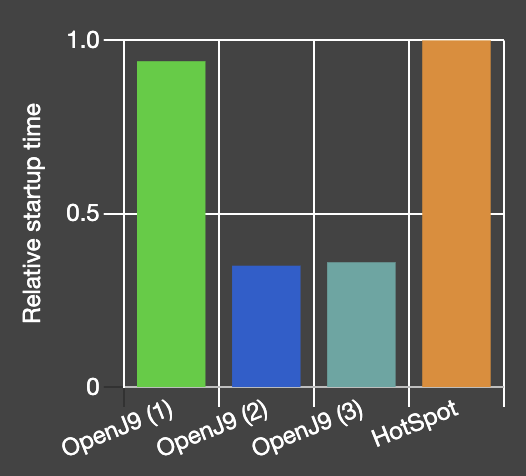 Relative startup time
1.0
0.5
0
OpenJ9 (1)
OpenJ9 (2)
OpenJ9 (3)
HotSpot